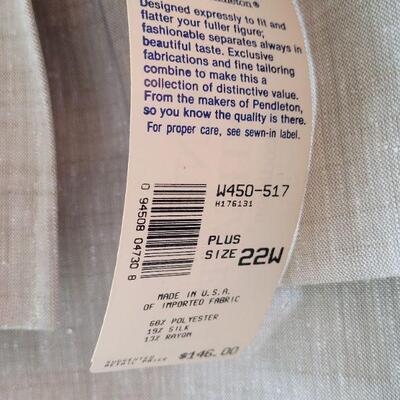 Designed expressly to fit and
flatter your fuller figure;
fashionable separates always in
beautiful taste. Exclusive
fabrications and fine tailoring
combine to make this a
collection of distinctive value.
From the makers of Pendleton,
so you know the quality is there.
For proper care, see sewn-in label.
W450-517
H176131
0 94508 04730 8
PLUS
SIZE 22W
MADE IN U.S.A.
OF IMPORTED FABRIC
68% POLYESTER
19% SILK
13% RAYON
SUGGESTED
RETAIL PRICE $146.00